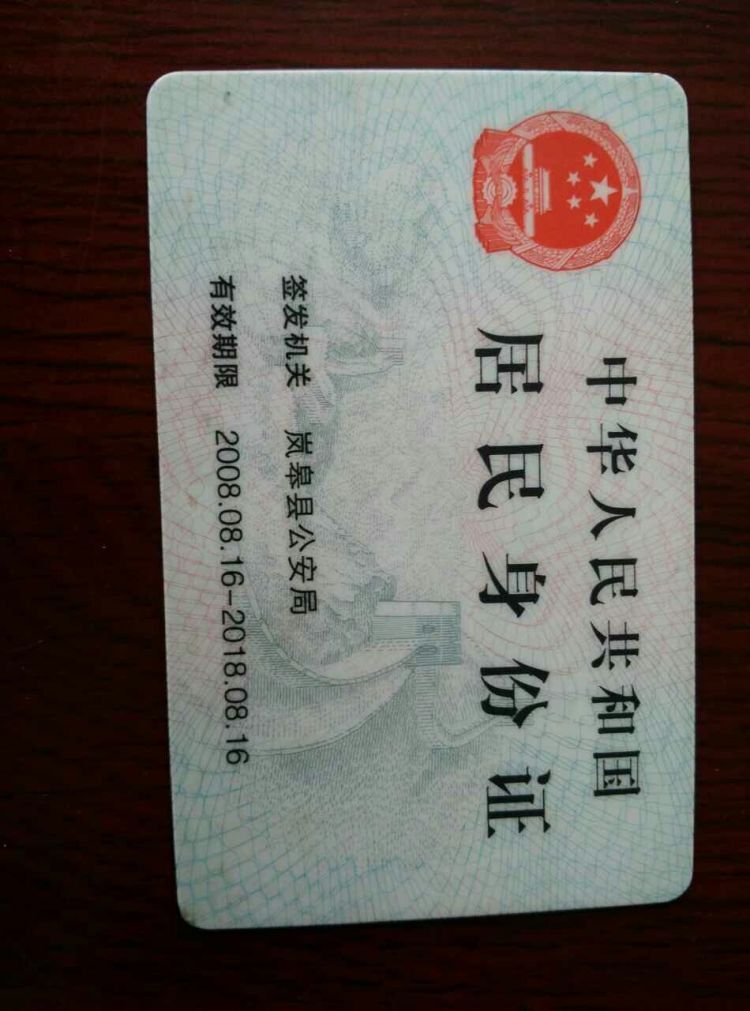 中华人民共和国
居民身份证
签发机关 岚皋县公安局
有效期限 2008.08.16-2018.08.16